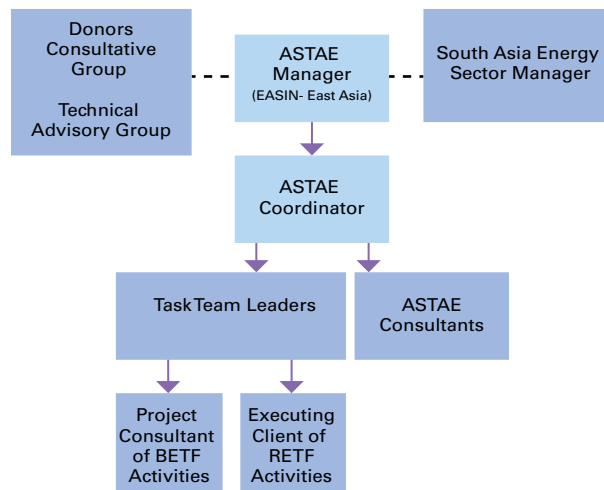 Donors
Consultative
Group
Technical
Advisory Group
ASTAE
Manager
(EASIN- East Asia)
South Asia Energy
Sector Manager
ASTAE
Coordinator
TaskTeam Leaders
ASTAE
Consultants
Project
Consultant
of BETF
Activities
Executing
Client of
RETF
Activities